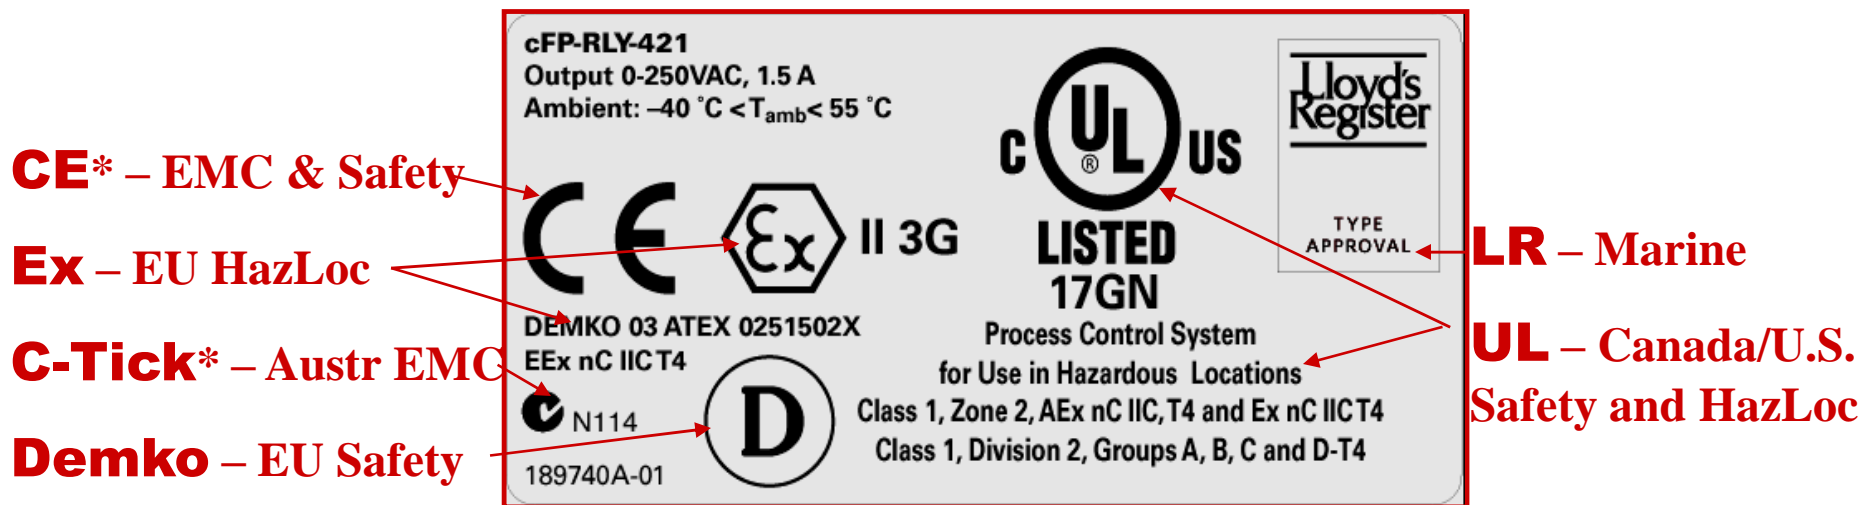 cFP-RLY-421
Output 0-250VAC, 1.5 A
Ambient: –40 ˚C < Tamb < 55 ˚C
CE* – EMC & Safety
Ex – EU HazLoc
C-Tick* – Austr EMC
Demko – EU Safety
CE Ex II 3G
DEMKO 03 ATEX 0251502X
EEx nC IIC T4
N114
D
189740A-01
C UL ® US
LISTED
17GN
Process Control System
for Use in Hazardous Locations
Class 1, Zone 2, AEx nC IIC, T4 and Ex nC IIC T4
Class 1, Division 2, Groups A, B, C and D-T4
Lloyd's
Register
TYPE
APPROVAL
LR – Marine
UL – Canada/U.S.
Safety and HazLoc